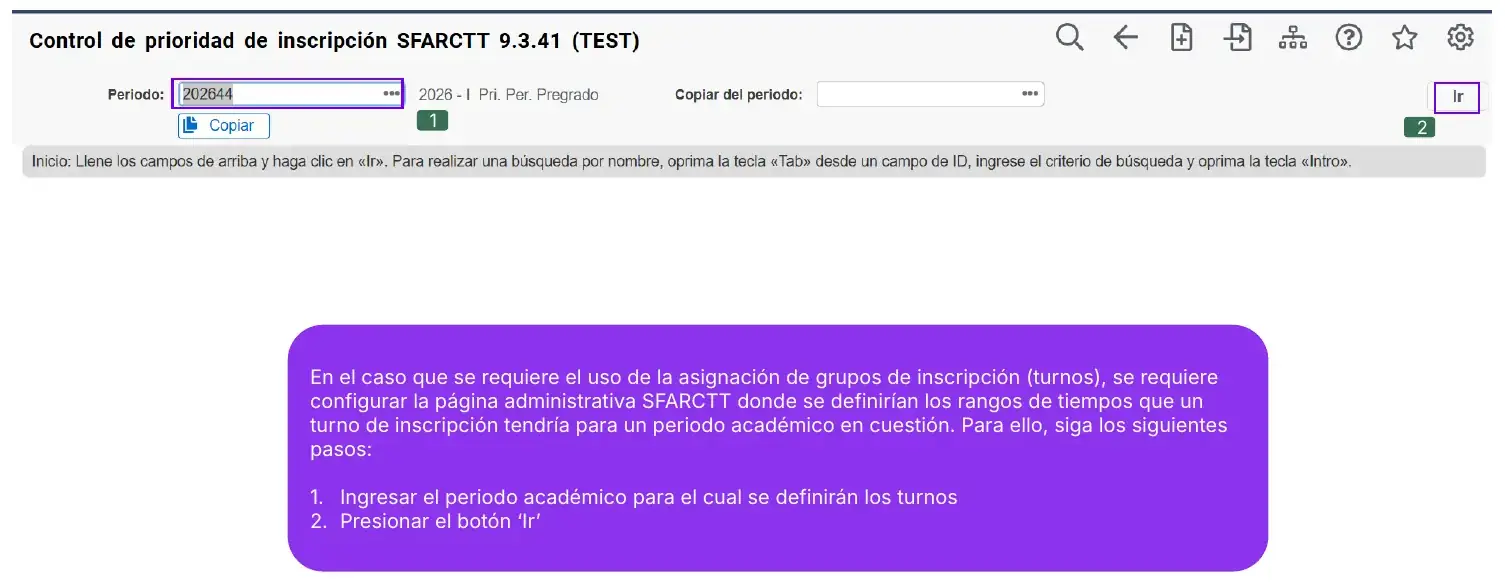 Control de prioridad de inscripción SFARCTT 9.3.41 (TEST)
Periodo: 202644 ••• 2026 - I Pri. Per. Pregrado Copiar del periodo: ••• Ir
Copiar 1 2
Inicio: Llene los campos de arriba y haga clic en «Ir». Para realizar una búsqueda por nombre, oprima la tecla «Tab» desde un campo de ID, ingrese el criterio de búsqueda y oprima la tecla «Intro».
En el caso que se requiere el uso de la asignación de grupos de inscripción (turnos), se requiere
configurar la página administrativa SFARCTT donde se definirían los rangos de tiempos que un
turno de inscripción tendría para un periodo académico en cuestión. Para ello, siga los siguientes
pasos:
1. Ingresar el periodo académico para el cual se definirán los turnos
2. Presionar el botón ‘Ir’